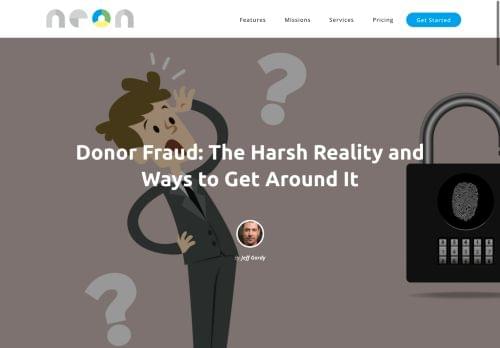 neon
Features
Missions
Services
Pricing
Get Started
Donor Fraud: The Harsh Reality and
Ways to Get Around It
by Jeff Gordy